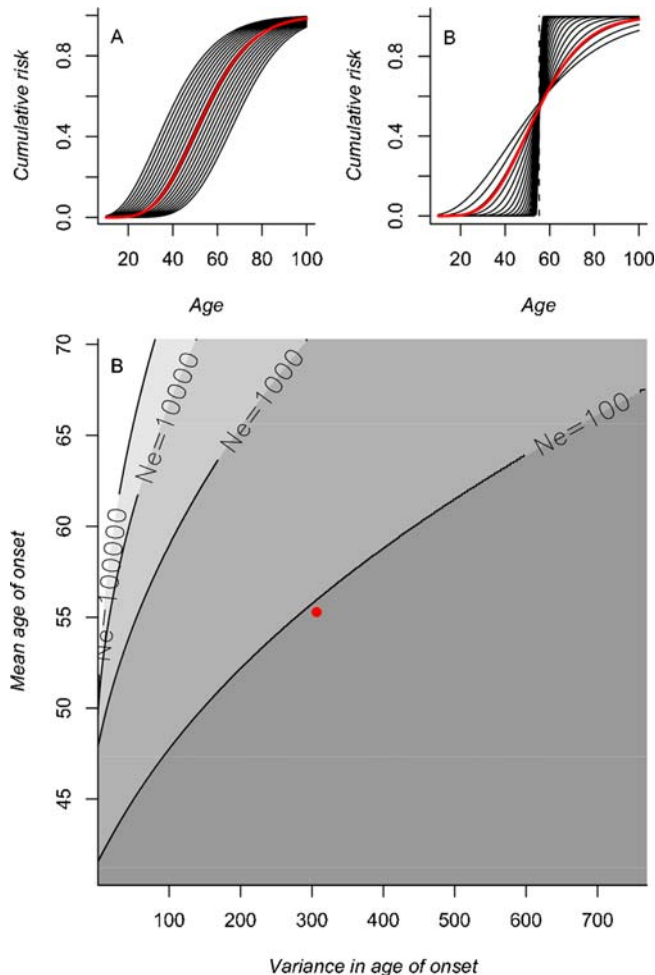 A
Cumulative risk
0.8
0.4
0.0
20 40 60 80 100
Age
B
Cumulative risk
0.8
0.4
0.0
20 40 60 80 100
Age
B
Mean age of onset
70
65
60
55
50
45
Ne=100000
Ne=10000
Ne=1000
Ne=100
100 200 300 400 500 600 700
Variance in age of onset